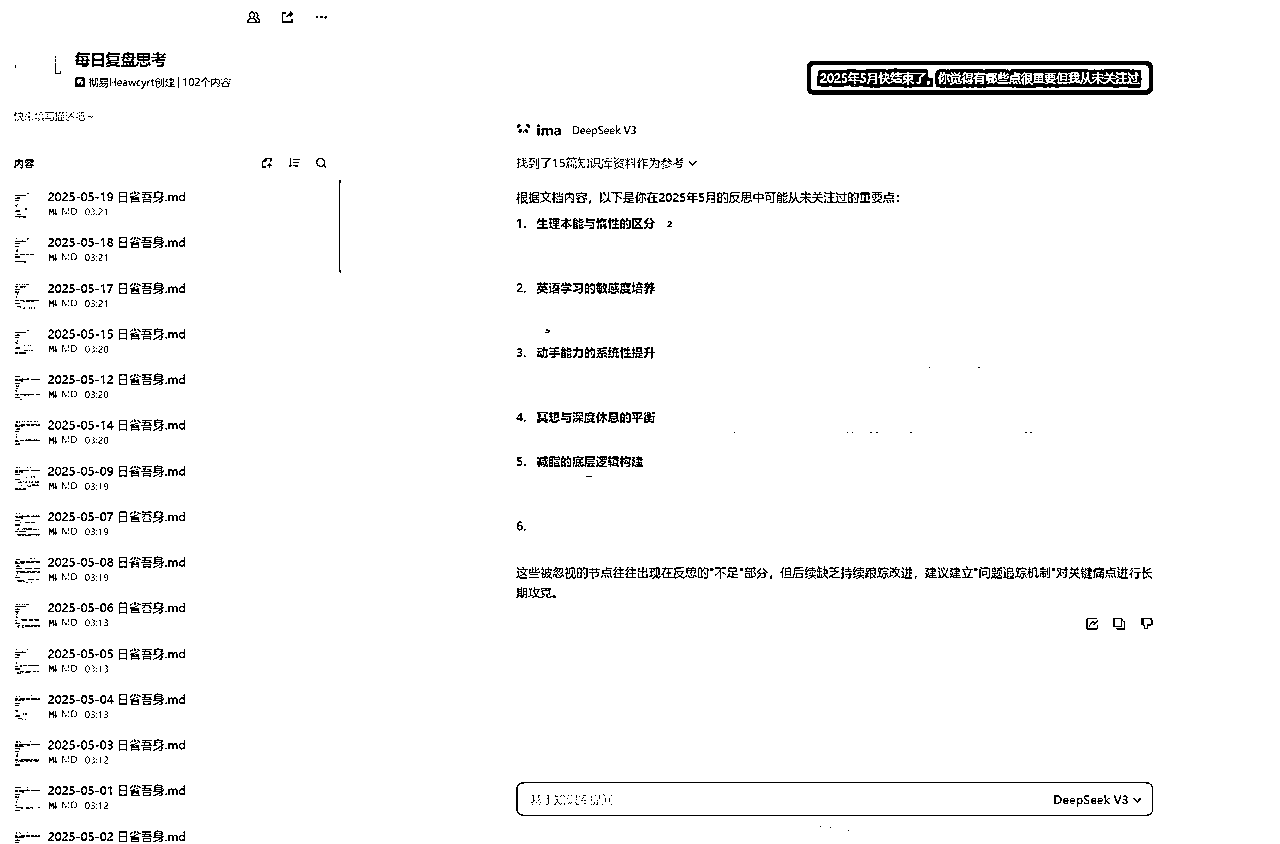 每日复盘思考
创建 | 102个内容
内容
2025-05-19 日省吾身.md
MD 03:21
2025-05-18 日省吾身.md
MD 03:21
2025-05-17 日省吾身.md
MD 03:21
2025-05-15 日省吾身.md
MD 03:20
2025-05-12 日省吾身.md
MD 03:20
2025-05-14 日省吾身.md
MD 03:20
2025-05-09 日省吾身.md
MD 03:19
2025-05-07 日省吾身.md
MD 03:19
2025-05-08 日省吾身.md
MD 03:19
2025-05-06 日省吾身.md
MD 03:13
2025-05-05 日省吾身.md
MD 03:13
2025-05-04 日省吾身.md
MD 03:13
2025-05-03 日省吾身.md
MD 03:12
2025-05-01 日省吾身.md
MD 03:12
2025-05-02 日省吾身.md
2025年5月快结束了，你觉得有哪些点很重要但我从未关注过
ima DeepSeek V3
找到了15篇知识库资料作为参考
根据文档内容，以下是你在2025年5月的反思中可能从未关注过的重要点：
1. 生理本能与惰性的区分 2
2. 英语学习的敏感度培养
3. 动手能力的系统性提升
4. 冥想与深度休息的平衡
5. 减脂的底层逻辑构建
6.
这些被忽视的节点往往出现在反思的"不足"部分，但后续缺乏持续跟踪改进，建议建立"问题追踪机制"对关键痛点进行长
期攻克。
基于知识库提问
DeepSeek V3